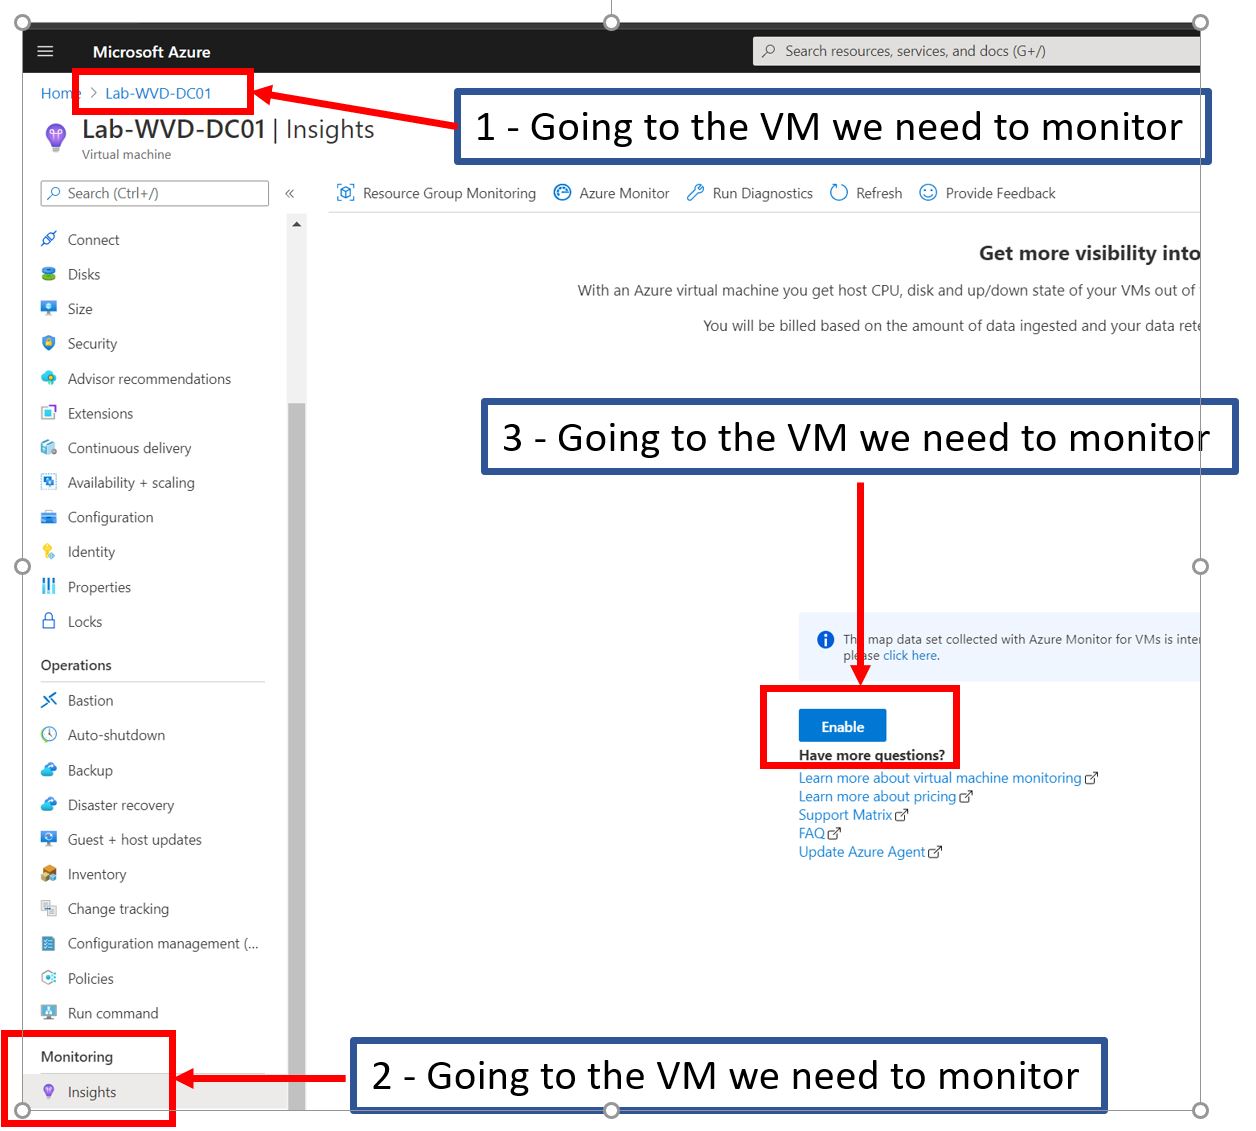 Microsoft Azure
Search resources, services, and docs (G+/)
Home > Lab-WVD-DC01
1 - Going to the VM we need to monitor
Lab-WVD-DC01 | Insights
Virtual machine
Search (Ctrl+/)
«
Resource Group Monitoring
Azure Monitor
Run Diagnostics
Refresh
Provide Feedback
Connect
Disks
Size
Security
Advisor recommendations
Extensions
Continuous delivery
Availability + scaling
Configuration
Identity
Properties
Locks
Operations
Bastion
Auto-shutdown
Backup
Disaster recovery
Guest + host updates
Inventory
Change tracking
Configuration management (...
Policies
Run command
Monitoring
Insights
Get more visibility into
With an Azure virtual machine you get host CPU, disk and up/down state of your VMs out of
You will be billed based on the amount of data ingested and your data rete
3 - Going to the VM we need to monitor
The map data set collected with Azure Monitor for VMs is inte
please click here.
Enable
Have more questions?
Learn more about virtual machine monitoring
Learn more about pricing
Support Matrix
FAQ
Update Azure Agent
2 - Going to the VM we need to monitor